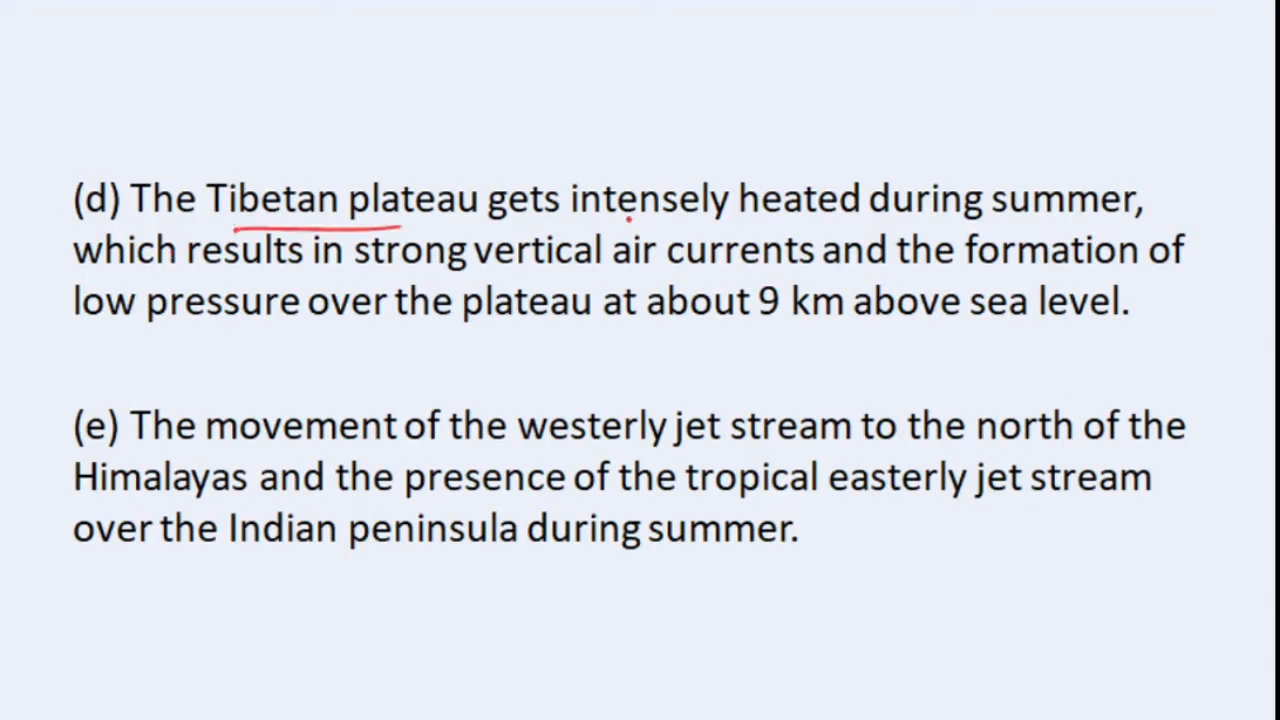 (d) The Tibetan plateau gets intensely heated during summer,
which results in strong vertical air currents and the formation of
low pressure over the plateau at about 9 km above sea level.
(e) The movement of the westerly jet stream to the north of the
Himalayas and the presence of the tropical easterly jet stream
over the Indian peninsula during summer.